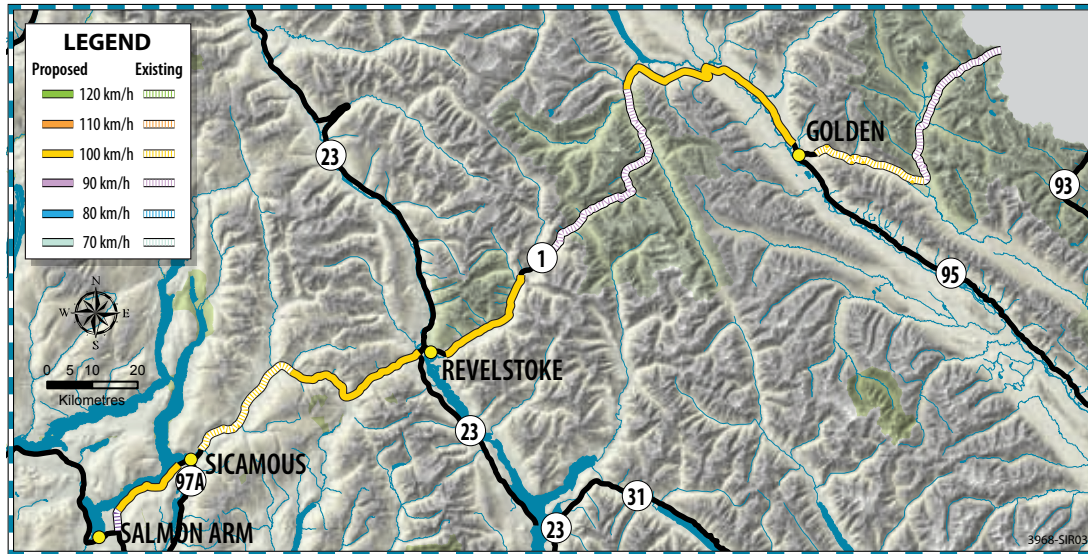 LEGEND
Proposed Existing
120 km/h
110 km/h
100 km/h
90 km/h
80 km/h
70 km/h
23
GOLDEN
93
1
95
N
W E
S
0 5 10 20
Kilometres
REVELSTOKE
23
SICAMOUS
97A
31
23
SALMON ARM
3968-SIR03